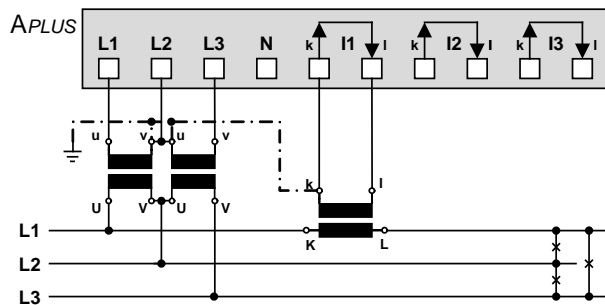 APLUS
L1 L2 L3 N k I1 l k I2 l k I3 l
u v u v
k l
U V U V
L1 K L
L2
L3